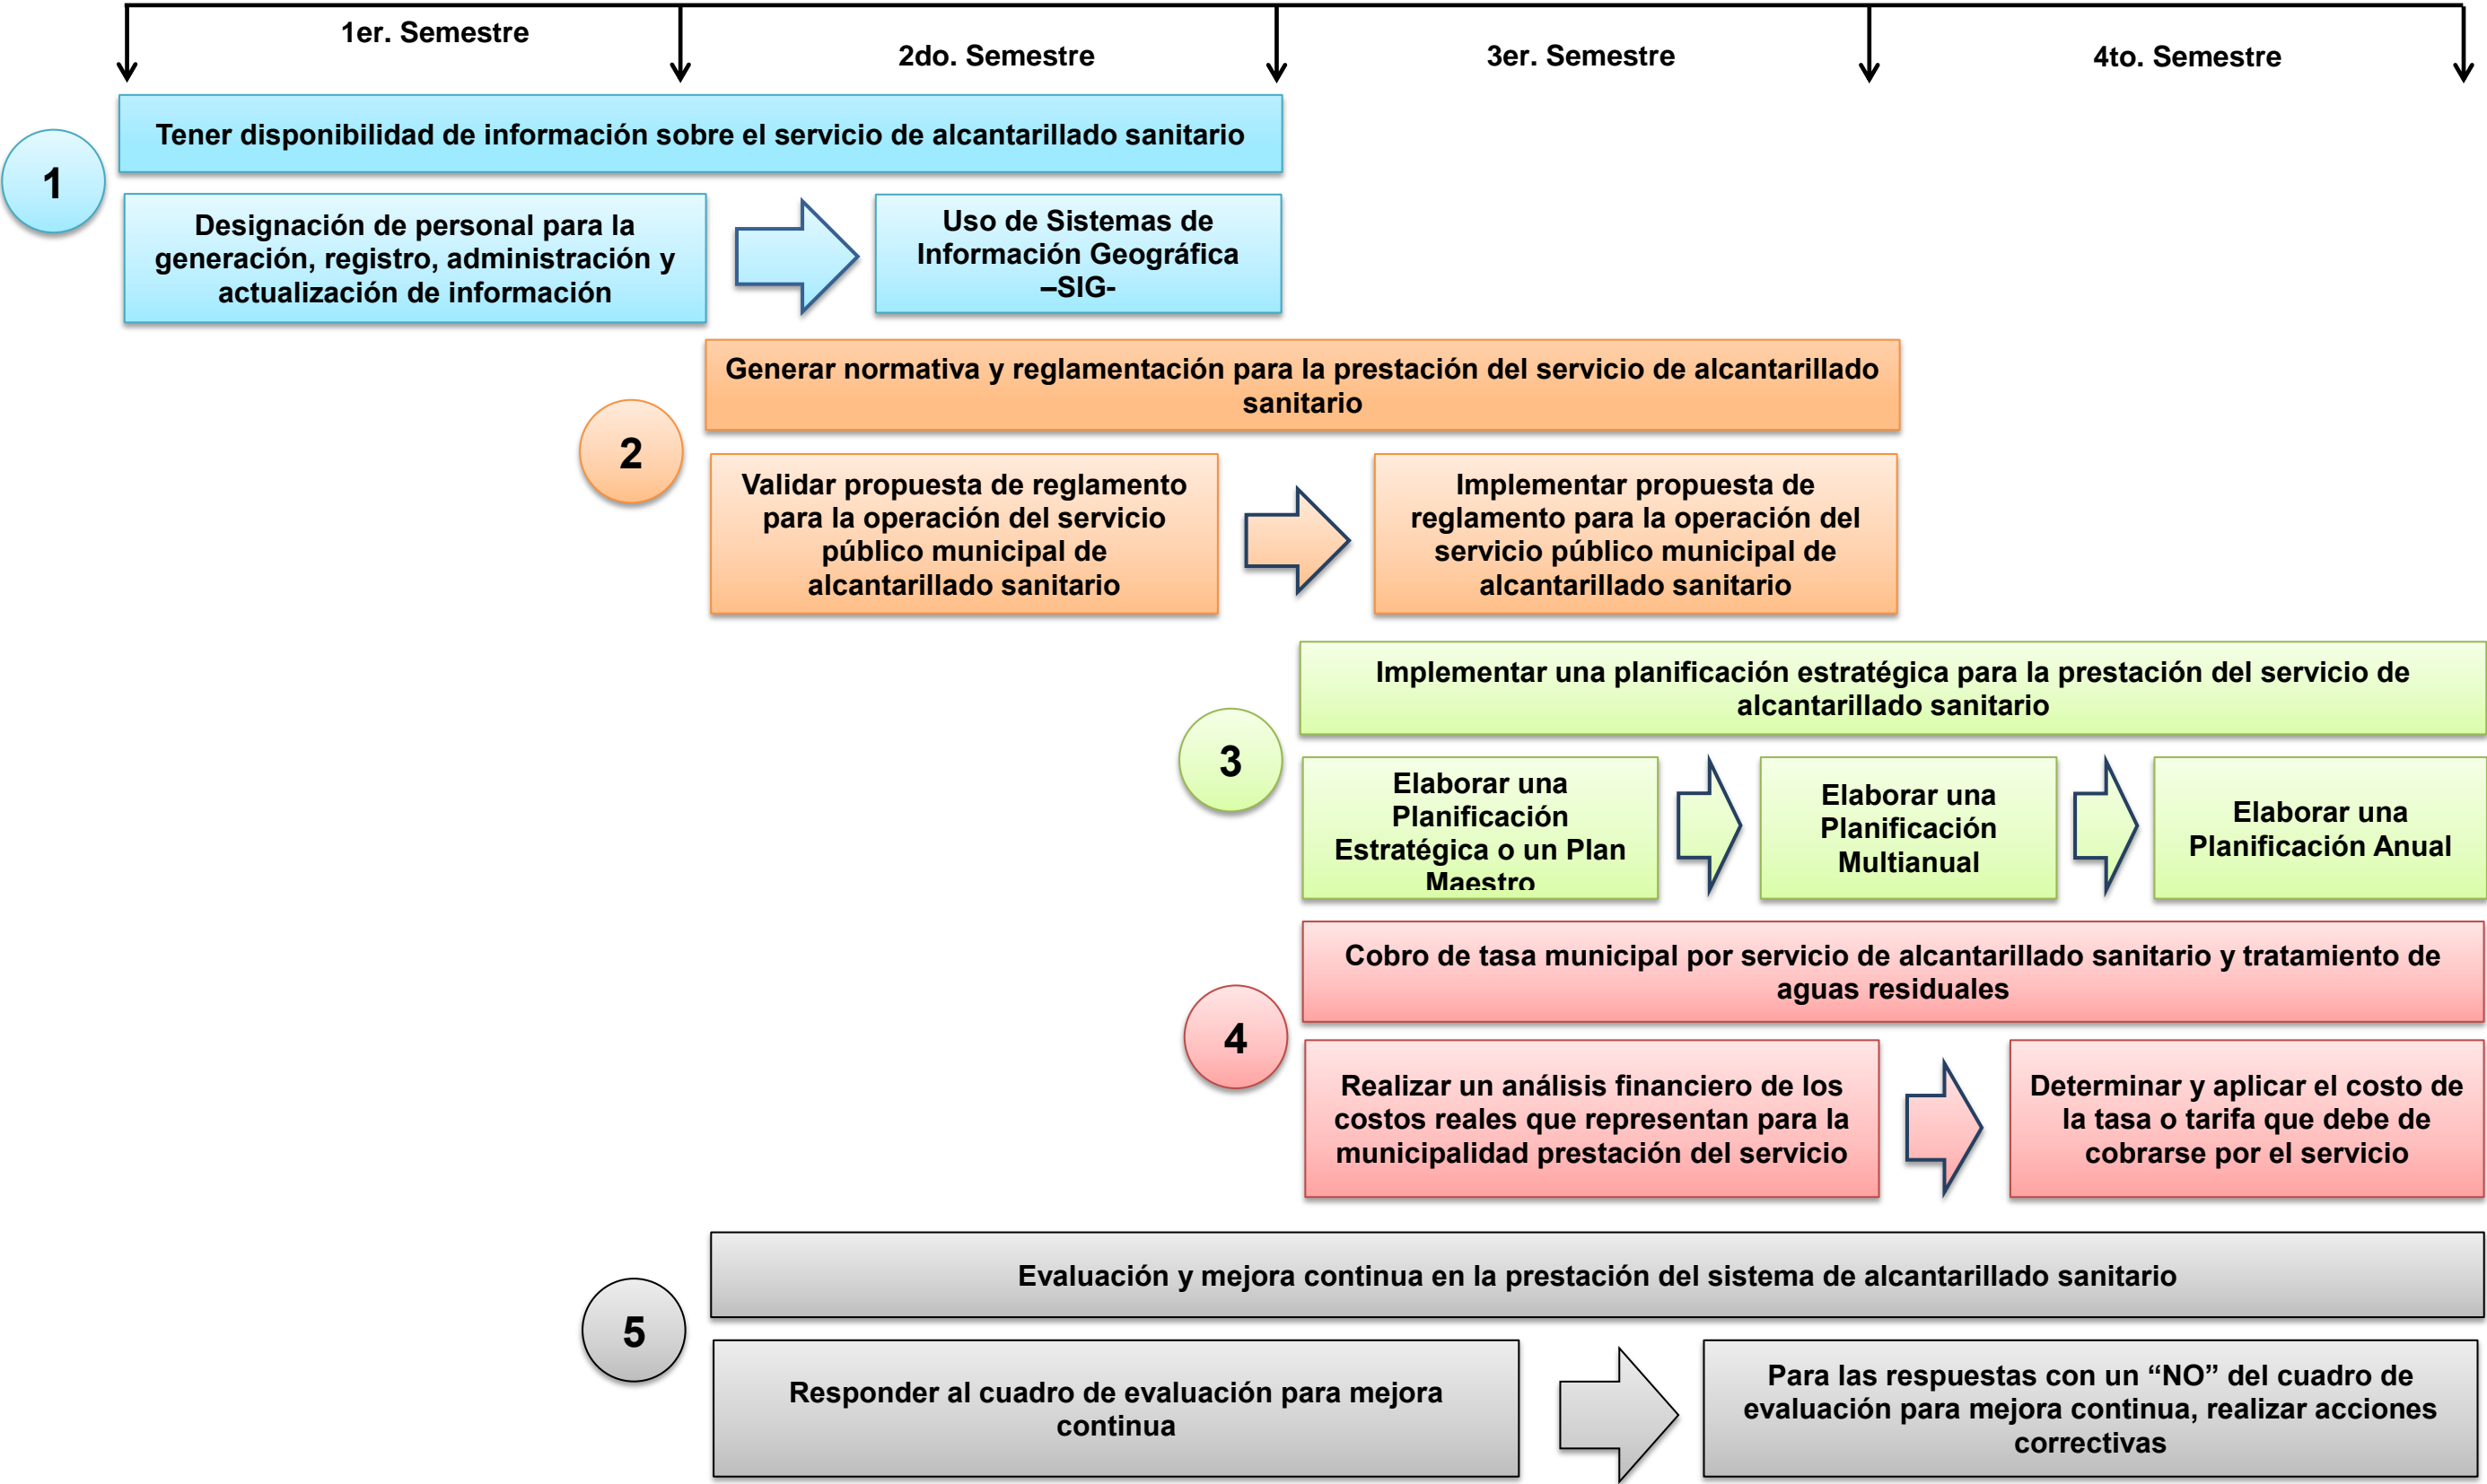 1er. Semestre
2do. Semestre
3er. Semestre
4to. Semestre
1
Tener disponibilidad de información sobre el servicio de alcantarillado sanitario
Designación de personal para la
generación, registro, administración y
actualización de información
Uso de Sistemas de
Información Geográfica
–SIG-
2
Generar normativa y reglamentación para la prestación del servicio de alcantarillado
sanitario
Validar propuesta de reglamento
para la operación del servicio
público municipal de
alcantarillado sanitario
Implementar propuesta de
reglamento para la operación del
servicio público municipal de
alcantarillado sanitario
3
Implementar una planificación estratégica para la prestación del servicio de
alcantarillado sanitario
Elaborar una
Planificación
Estratégica o un Plan
Maestro
Elaborar una
Planificación
Multianual
Elaborar una
Planificación Anual
4
Cobro de tasa municipal por servicio de alcantarillado sanitario y tratamiento de
aguas residuales
Realizar un análisis financiero de los
costos reales que representan para la
municipalidad prestación del servicio
Determinar y aplicar el costo de
la tasa o tarifa que debe de
cobrarse por el servicio
5
Evaluación y mejora continua en la prestación del sistema de alcantarillado sanitario
Responder al cuadro de evaluación para mejora
continua
Para las respuestas con un “NO” del cuadro de
evaluación para mejora continua, realizar acciones
correctivas